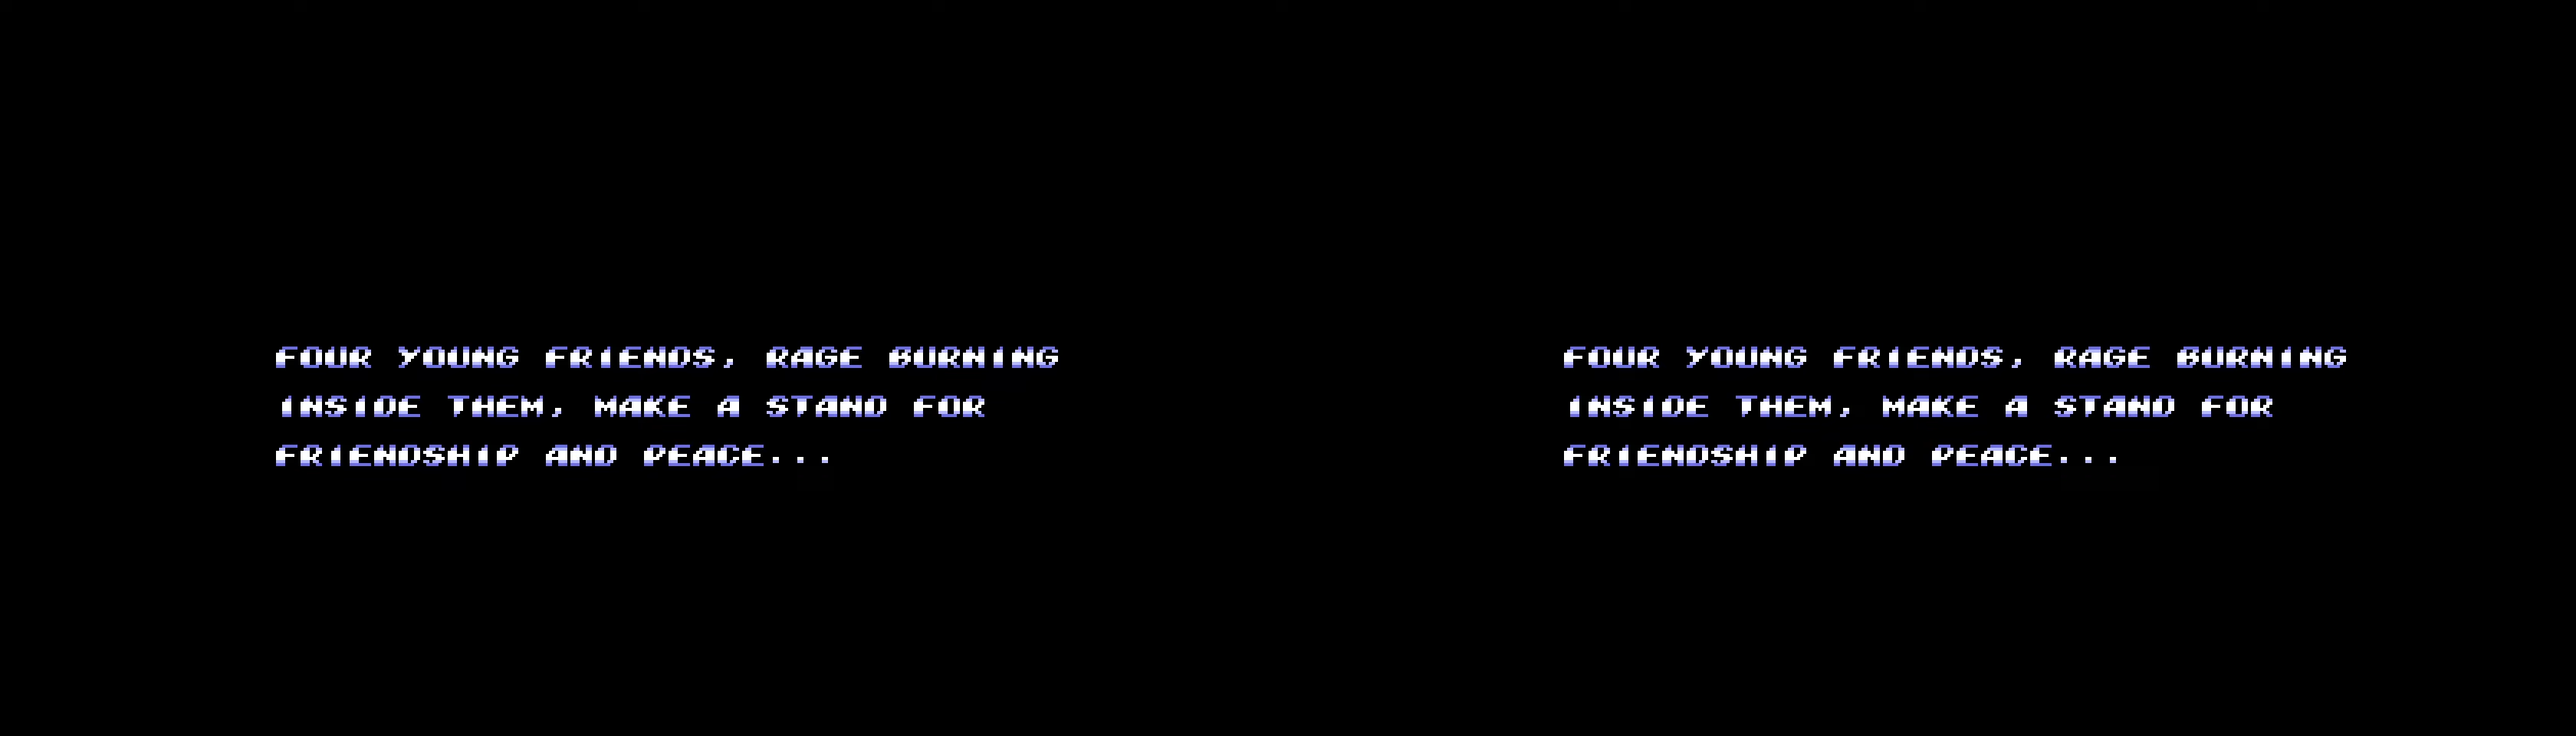 FOUR YOUNG FRIENDS, RAGE BURNING
INSIDE THEM, MAKE A STAND FOR
FRIENDSHIP AND PEACE...
FOUR YOUNG FRIENDS, RAGE BURNING
INSIDE THEM, MAKE A STAND FOR
FRIENDSHIP AND PEACE...